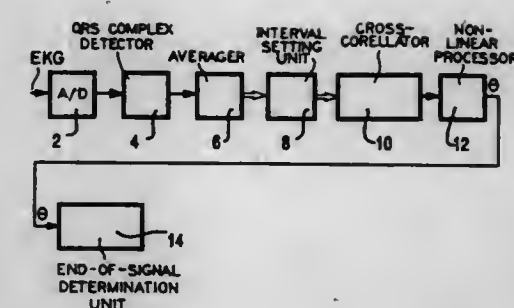 QRS COMPLEX
DETECTOR
EKG
A/D
2
4
AVERAGER
6
INTERVAL
SETTING
UNIT
8
CROSS-
CORELLATOR
10
NON-
LINEAR
PROCESSOR
12
θ
θ
14
END-OF-SIGNAL
DETERMINATION
UNIT